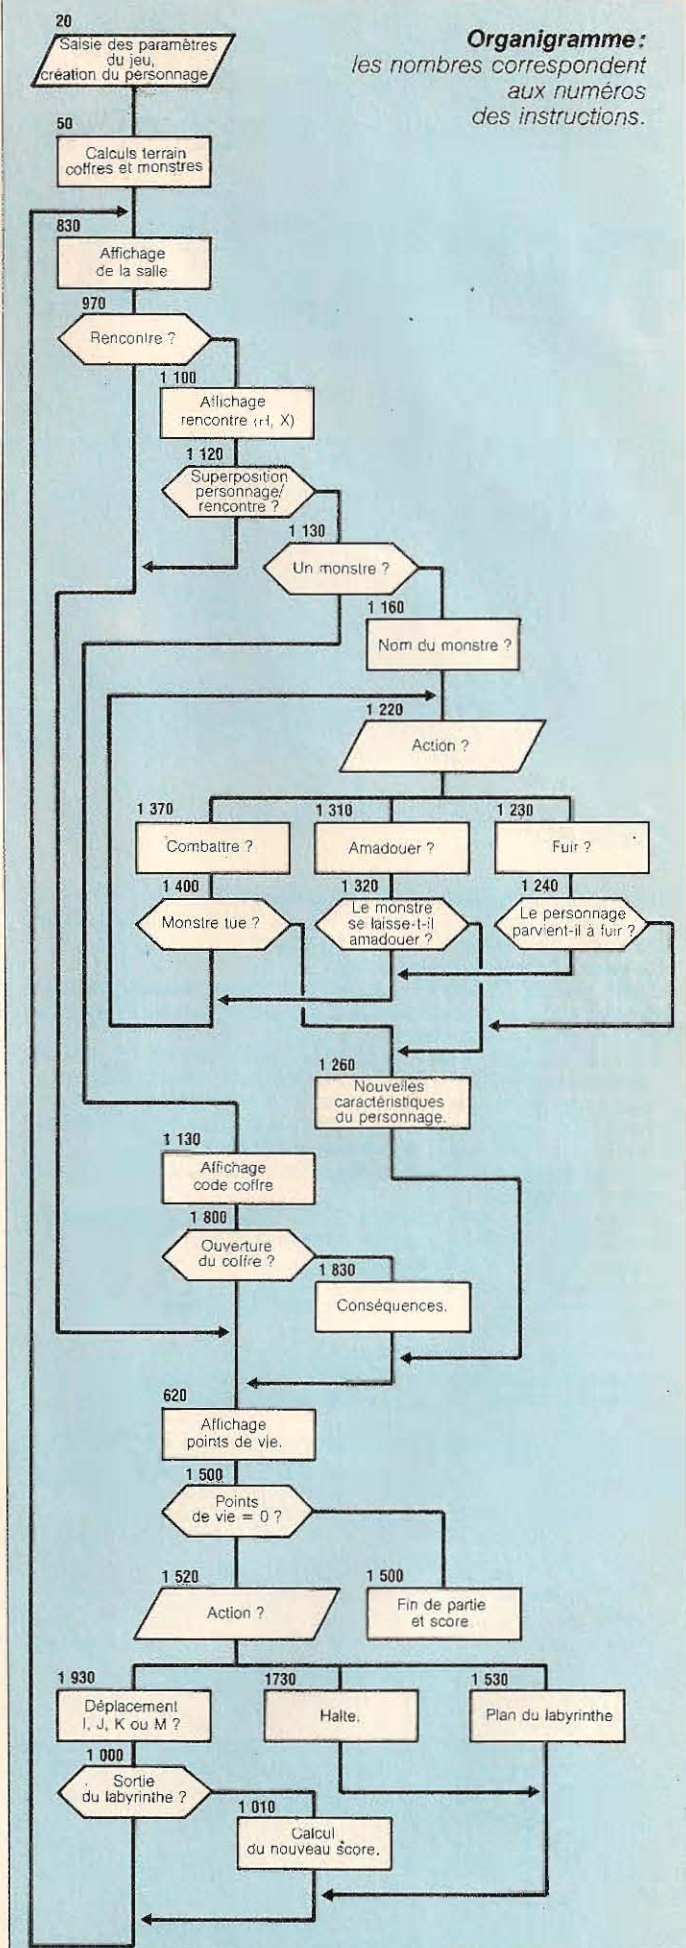 Organigramme:
les nombres correspondent
aux numéros
des instructions.
20
Saisie des paramètres
du jeu,
création du personnage
50
Calculs terrain
coffres et monstres
830
Affichage
de la salle
970
Rencontre ?
1 100
Affichage
rencontre (H, X)
1 120
Superposition
personnage/
rencontre ?
1 130
Un monstre ?
1 160
Nom du monstre ?
1 220
Action ?
1 370
Combattre ?
1 310
Amadouer ?
1 230
Fuir ?
1 400
Monstre tue ?
1 320
Le monstre
se laisse-t-il
amadouer ?
1 240
Le personnage
parvient-il à fuir ?
1 260
Nouvelles
caractéristiques
du personnage.
1 130
Affichage
code coffre
1 800
Ouverture
du coffre ?
1 830
Conséquences.
620
Affichage
points de vie.
1 500
Points
de vie = 0 ?
1 520
Action ?
1 500
Fin de partie
et score
1 930
Déplacement
I, J, K ou M ?
1730
Halte.
1 530
Plan du labyrinthe
1 000
Sortie
du labyrinthe ?
1 010
Calcul
du nouveau score.